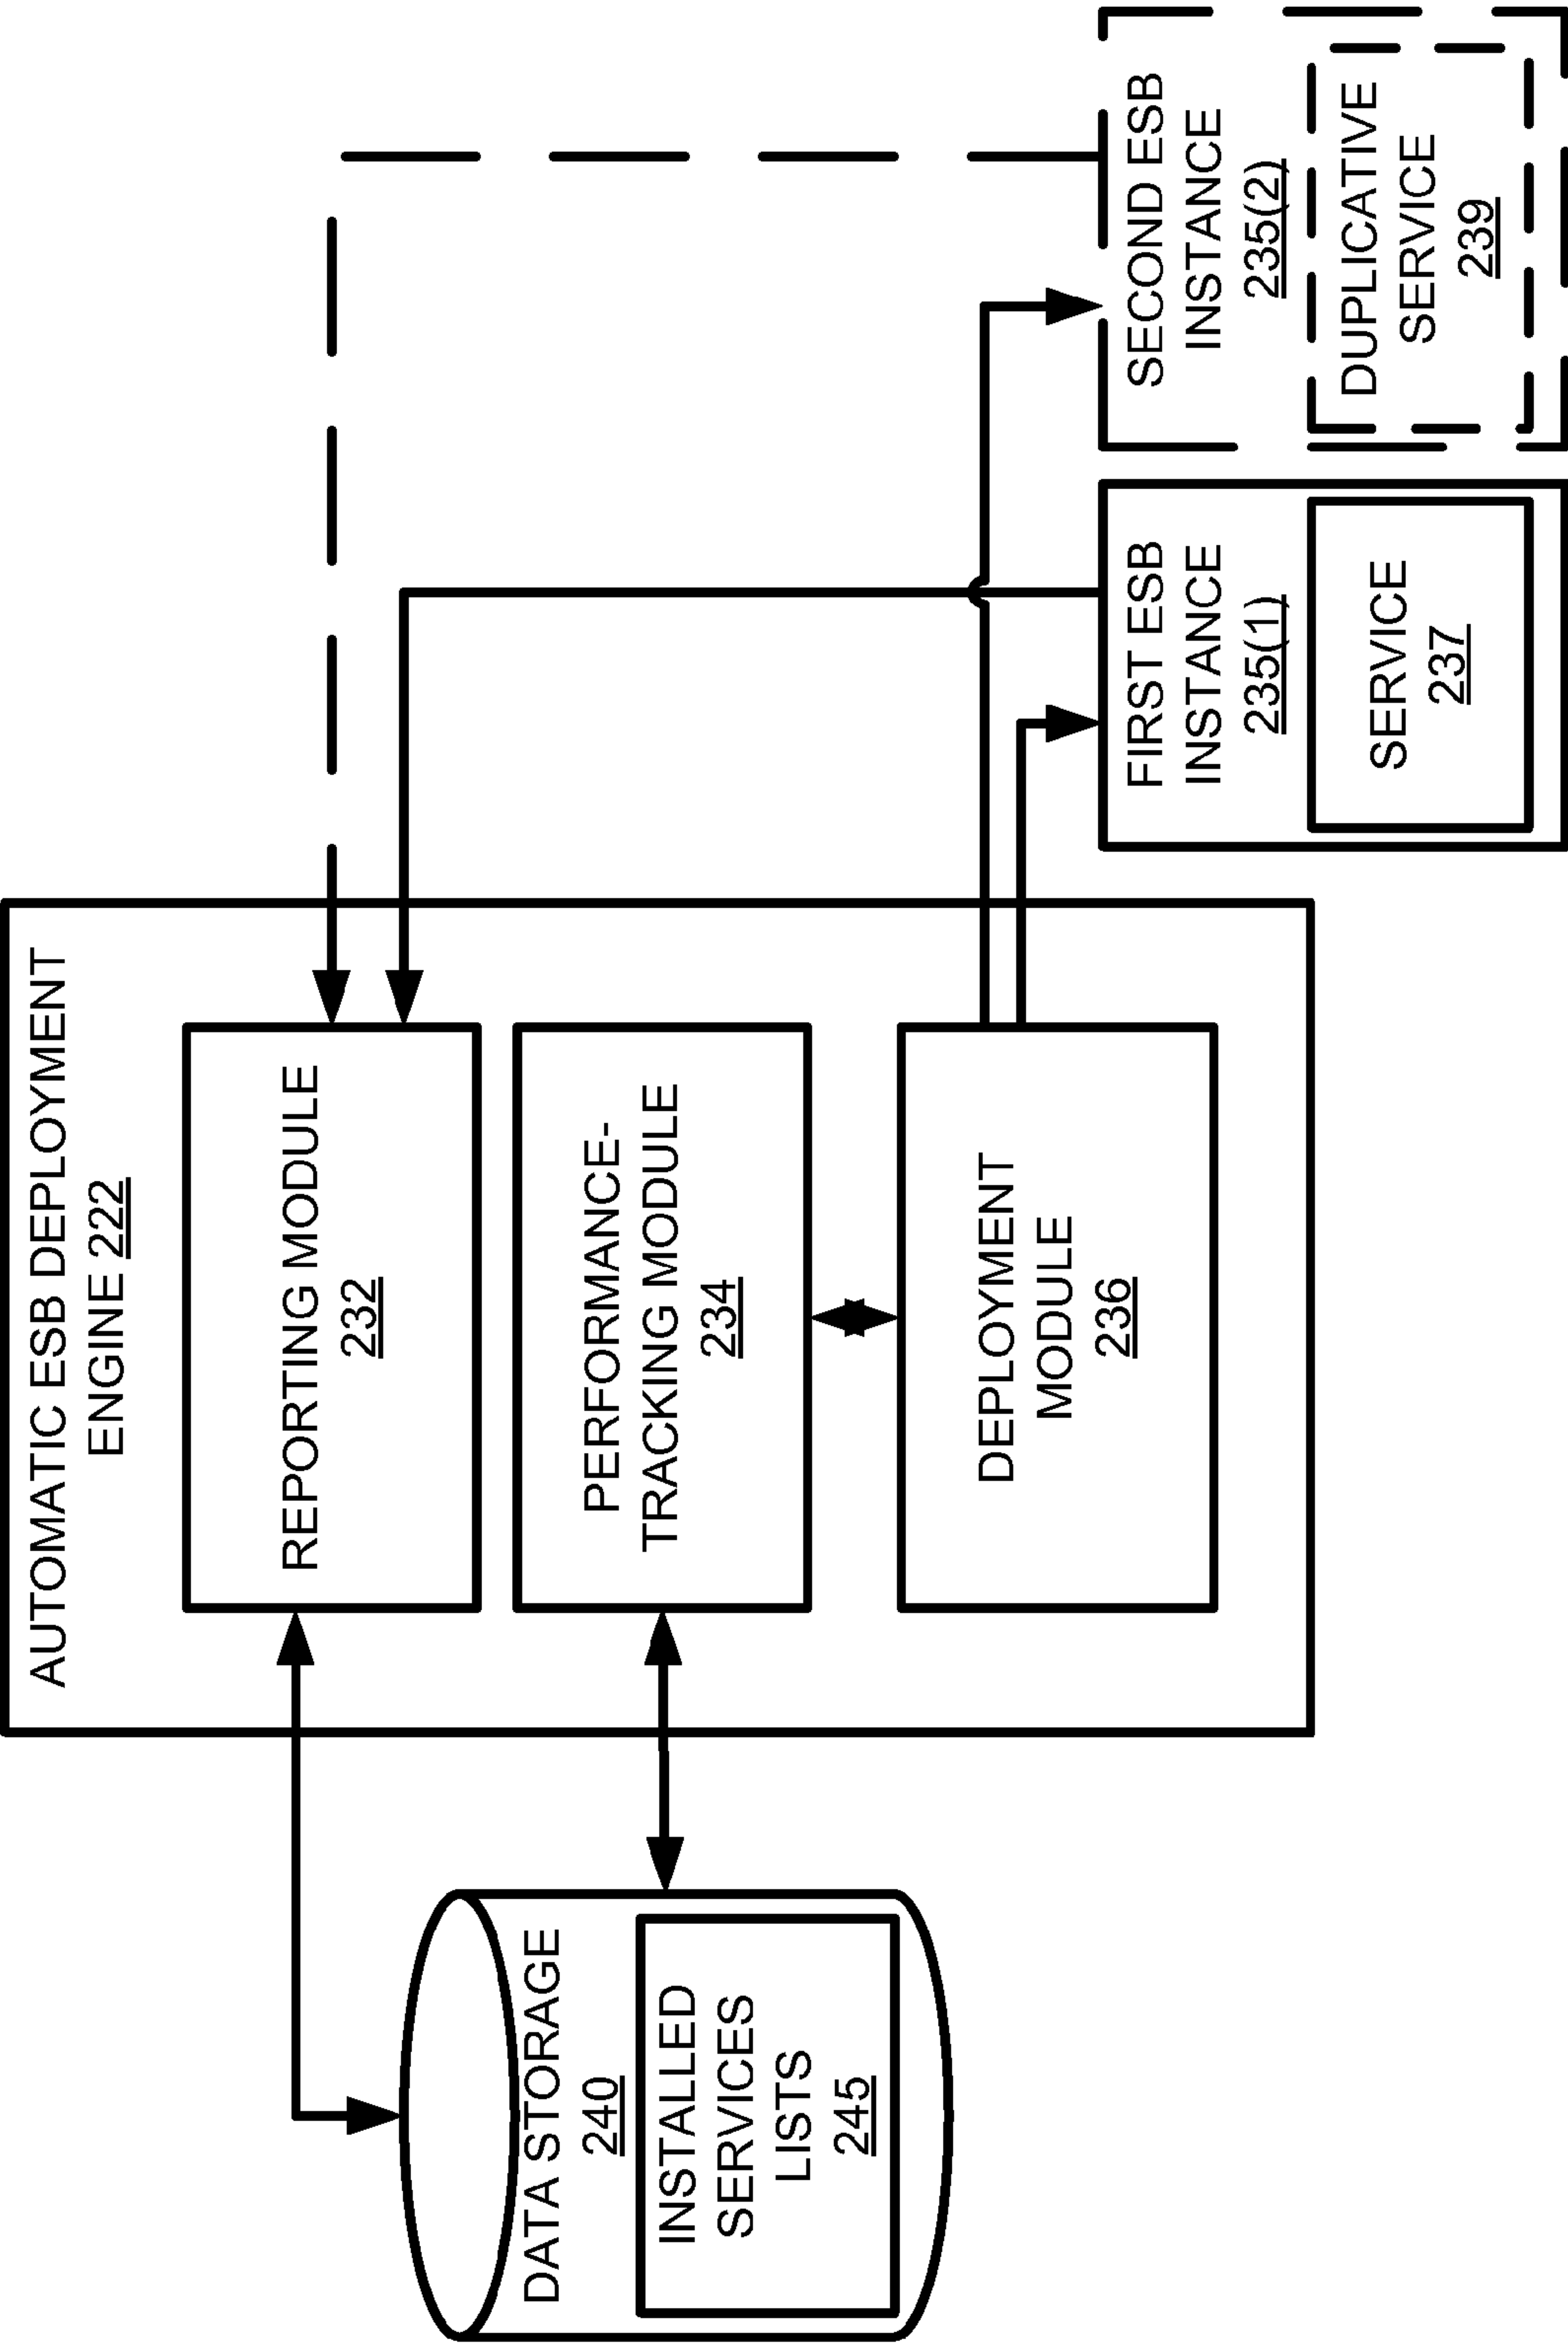 AUTOMATIC ESB DEPLOYMENT
ENGINE 222
REPORTING MODULE
232
PERFORMANCE-
TRACKING MODULE
234
DEPLOYMENT
MODULE
236
DATA STORAGE
240
INSTALLED
SERVICES
LISTS
245
FIRST ESB
INSTANCE
235(1)
SERVICE
237
SECOND ESB
INSTANCE
235(2)
DUPLICATIVE
SERVICE
239